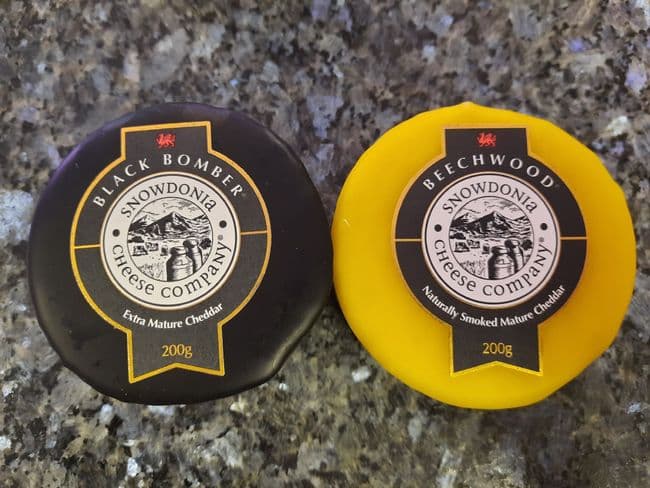 BLACK BOMBER®
SNOWDONIA
CHEESE COMPANY®
Extra Mature Cheddar
200g
BEECHWOOD®
SNOWDONIA
CHEESE COMPANY®
Naturally Smoked Mature Cheddar
200g